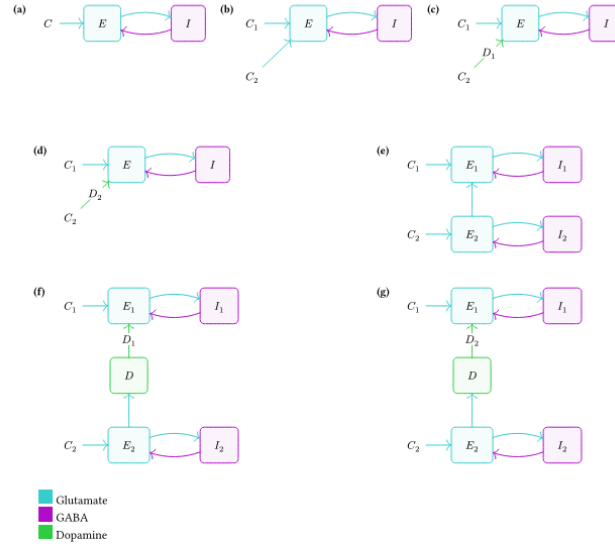 (a) C E I
(b) C1 E I
C2
(c) C1 E I
D1
C2
(d) C1 E I
D2
C2
(e) C1 E1 I1
C2 E2 I2
(f) C1 E1 I1
D1
D
C2 E2 I2
(g) C1 E1 I1
D2
D
C2 E2 I2
Glutamate
GABA
Dopamine